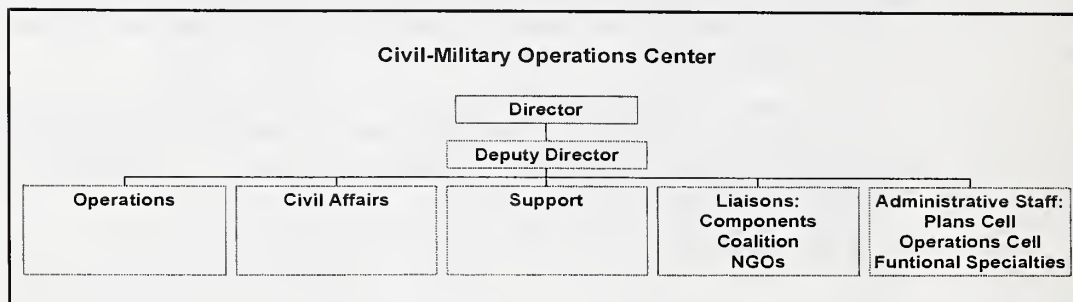 Civil-Military Operations Center
Director
Deputy Director
Operations
Civil Affairs
Support
Liaisons:
Components
Coalition
NGOs
Administrative Staff:
Plans Cell
Operations Cell
Funtional Specialties